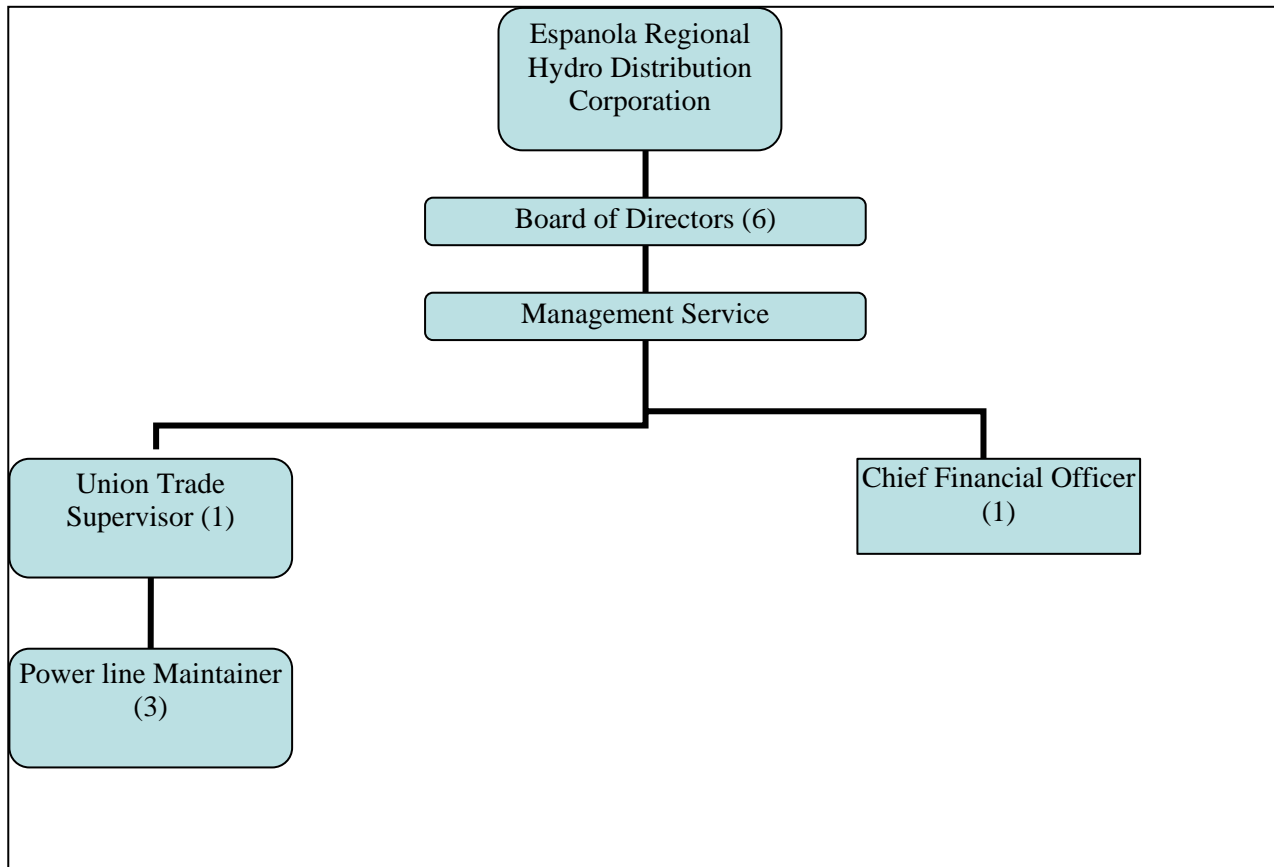 Espanola Regional
Hydro Distribution
Corporation
Board of Directors (6)
Management Service
Union Trade
Supervisor (1)
Chief Financial Officer
(1)
Power line Maintainer
(3)